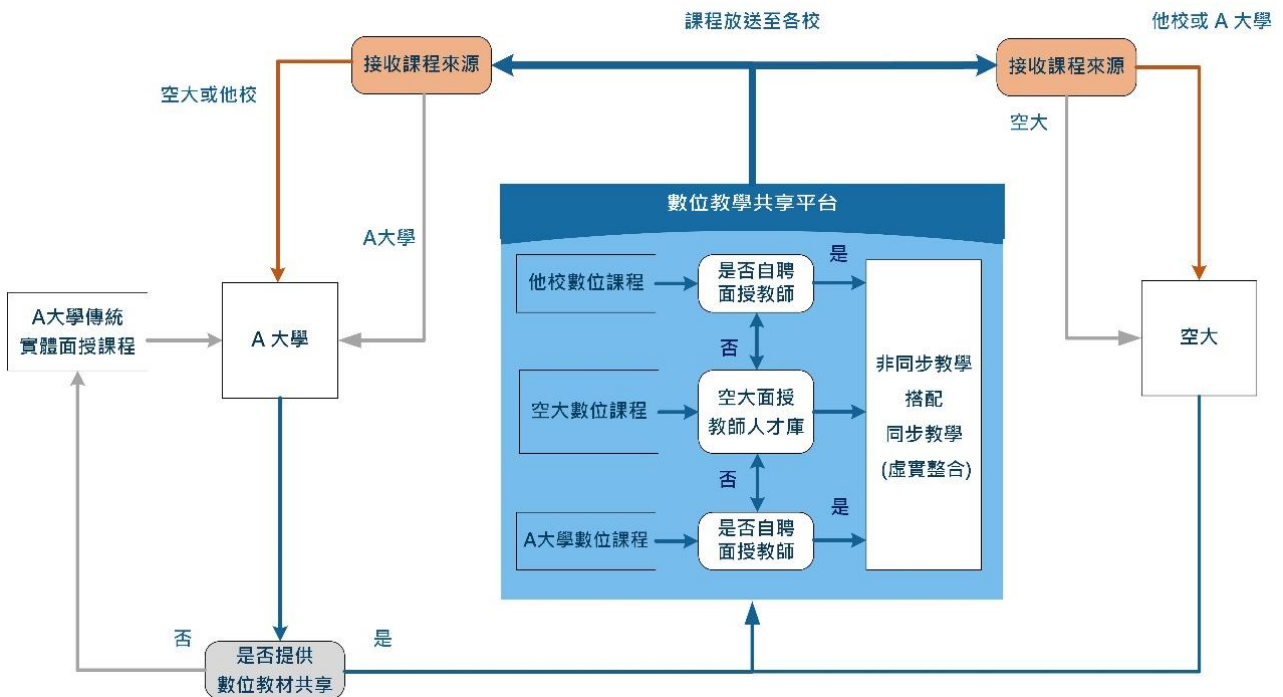 課程放送至各校
他校或 A 大學
接收課程來源
接收課程來源
空大或他校
空大
數位教學共享平台
A大學
是
他校數位課程
是否自聘
面授教師
A大學傳統
實體面授課程
A 大學
空大
否
非同步教學
搭配
同步教學
(虛實整合)
空大數位課程
空大面授
教師人才庫
否
是
A大學數位課程
是否自聘
面授教師
否
是
是否提供
數位教材共享